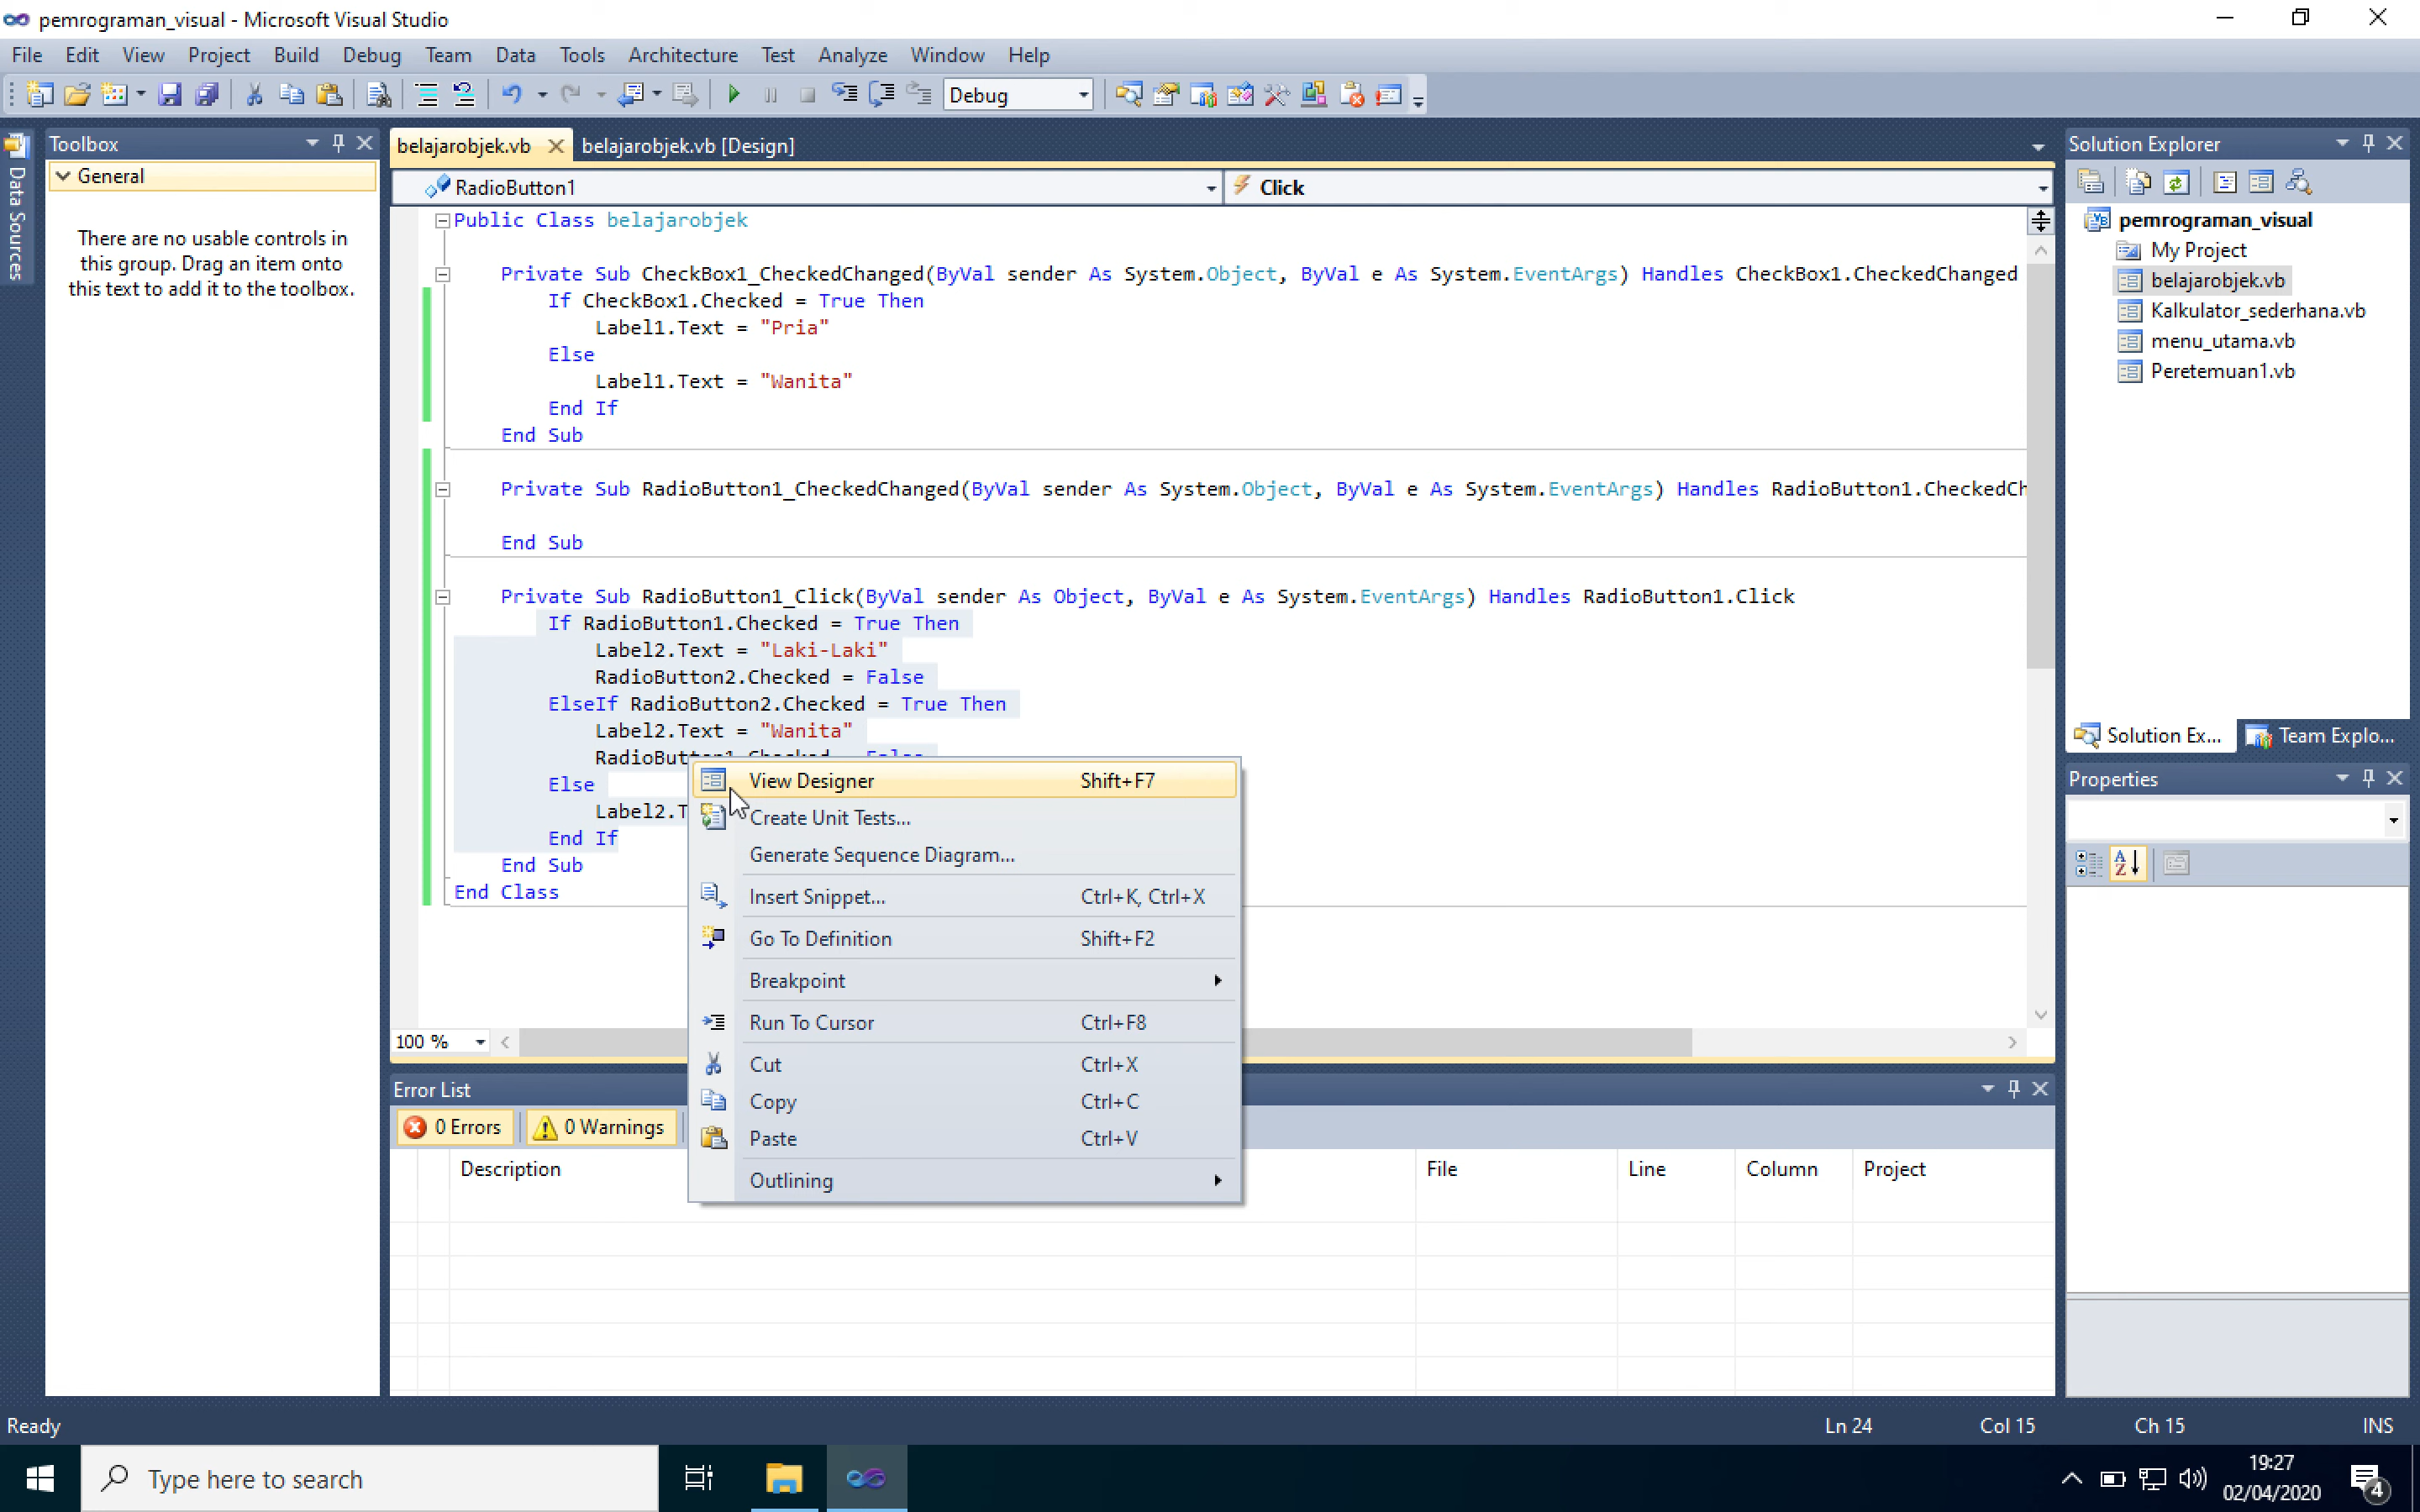 pemrograman_visual - Microsoft Visual Studio
File Edit View Project Build Debug Team Data Tools Architecture Test Analyze Window Help
Debug
Data Sources
Toolbox
General
There are no usable controls in
this group. Drag an item onto
this text to add it to the toolbox.
belajarobjek.vb belajarobjek.vb [Design]
RadioButton1 Click
Public Class belajarobjek
Private Sub CheckBox1_CheckedChanged(ByVal sender As System.Object, ByVal e As System.EventArgs) Handles CheckBox1.CheckedChanged
If CheckBox1.Checked = True Then
Label1.Text = "Pria"
Else
Label1.Text = "Wanita"
End If
End Sub
Private Sub RadioButton1_CheckedChanged(ByVal sender As System.Object, ByVal e As System.EventArgs) Handles RadioButton1.CheckedCh
End Sub
Private Sub RadioButton1_Click(ByVal sender As Object, ByVal e As System.EventArgs) Handles RadioButton1.Click
If RadioButton1.Checked = True Then
Label2.Text = "Laki-Laki"
RadioButton2.Checked = False
ElseIf RadioButton2.Checked = True Then
Label2.Text = "Wanita"
RadioButton1.Checked = False
Else
Label2.T
End If
End Sub
End Class
View Designer Shift+F7
Create Unit Tests...
Generate Sequence Diagram...
Insert Snippet... Ctrl+K, Ctrl+X
Go To Definition Shift+F2
Breakpoint
Run To Cursor Ctrl+F8
Cut Ctrl+X
Copy Ctrl+C
Paste Ctrl+V
Outlining
100 %
Error List
0 Errors 0 Warnings
Description File Line Column Project
Solution Explorer
pemrograman_visual
My Project
belajarobjek.vb
Kalkulator_sederhana.vb
menu_utama.vb
Peretemuan1.vb
Solution Ex... Team Explo...
Properties
Ready Ln 24 Col 15 Ch 15 INS
Type here to search
19:27
02/04/2020
4